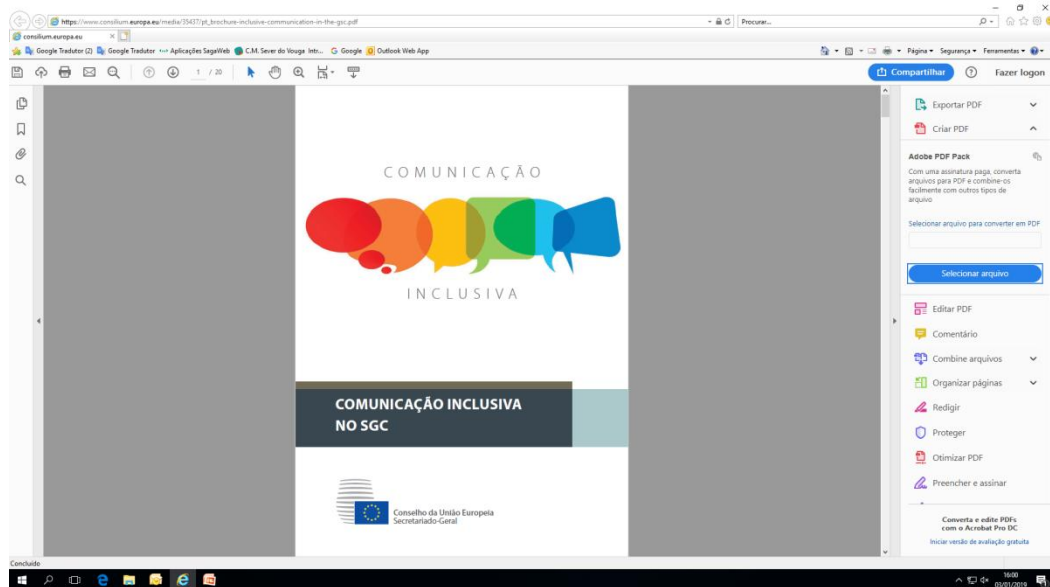 https://www.consilium.europa.eu/media/35437/pt_brochure-inclusive-communication-in-the-gsc.pdf
Procurar...
consilium.europa.eu
Google Tradutor (2) Google Tradutor Aplicações SagaWeb C.M. Sever do Vouga Intr... Google Outlook Web App
Página Segurança Ferramentas
1 / 20
Compartilhar
Fazer logon
COMUNICAÇÃO
INCLUSIVA
COMUNICAÇÃO INCLUSIVA
NO SGC
Conselho da União Europeia
Secretariado-Geral
Exportar PDF
Criar PDF
Adobe PDF Pack
Com uma assinatura paga, converta
arquivos para PDF e combine-os
facilmente com outros tipos de
arquivo
Selecionar arquivo para converter em PDF
Selecionar arquivo
Editar PDF
Comentário
Combine arquivos
Organizar páginas
Redigir
Proteger
Otimizar PDF
Preencher e assinar
Converta e edite PDFs
com o Acrobat Pro DC
Iniciar versão de avaliação gratuita
Concluído
16:00
03/01/2019